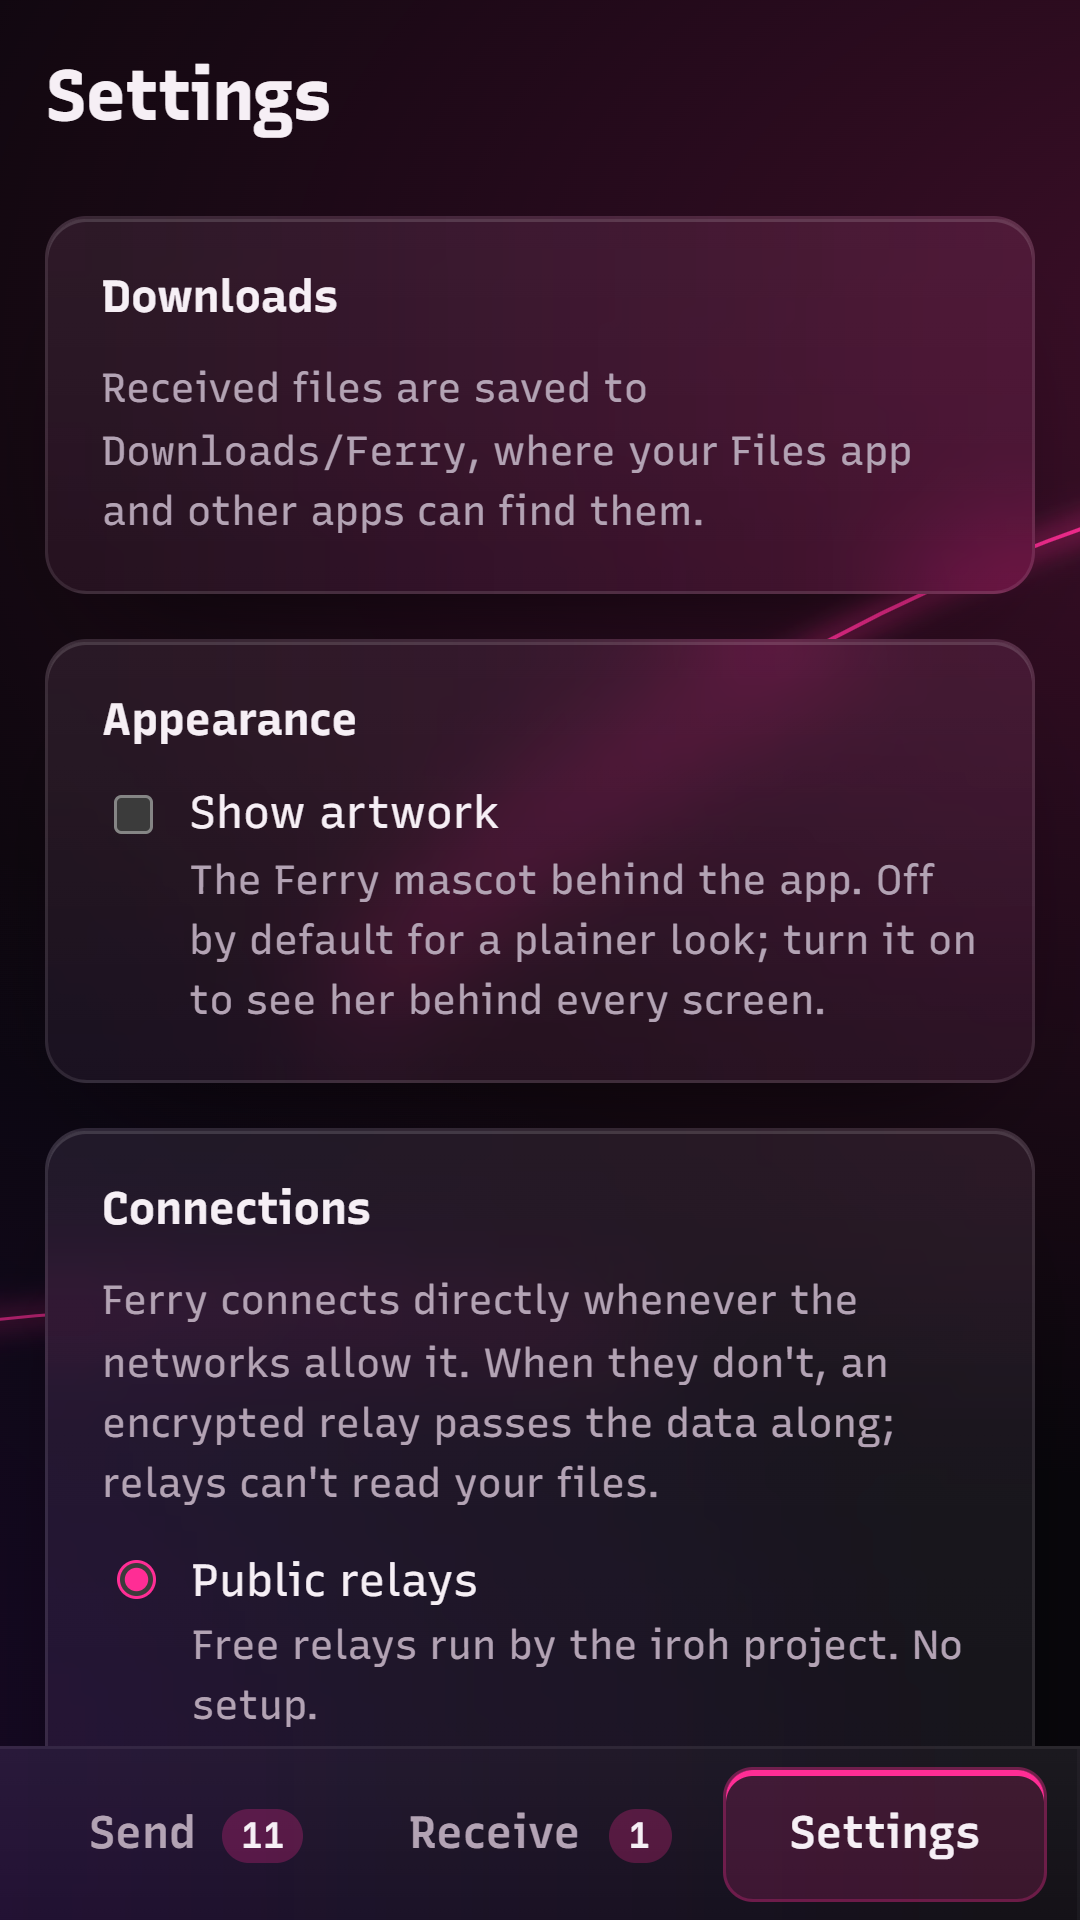 Settings
Downloads
Received files are saved to
Downloads/Ferry, where your Files app
and other apps can find them.
Appearance
Show artwork
The Ferry mascot behind the app. Off
by default for a plainer look; turn it on
to see her behind every screen.
Connections
Ferry connects directly whenever the
networks allow it. When they don't, an
encrypted relay passes the data along;
relays can't read your files.
Public relays
Free relays run by the iroh project. No
setup.
Send 11 Receive 1 Settings